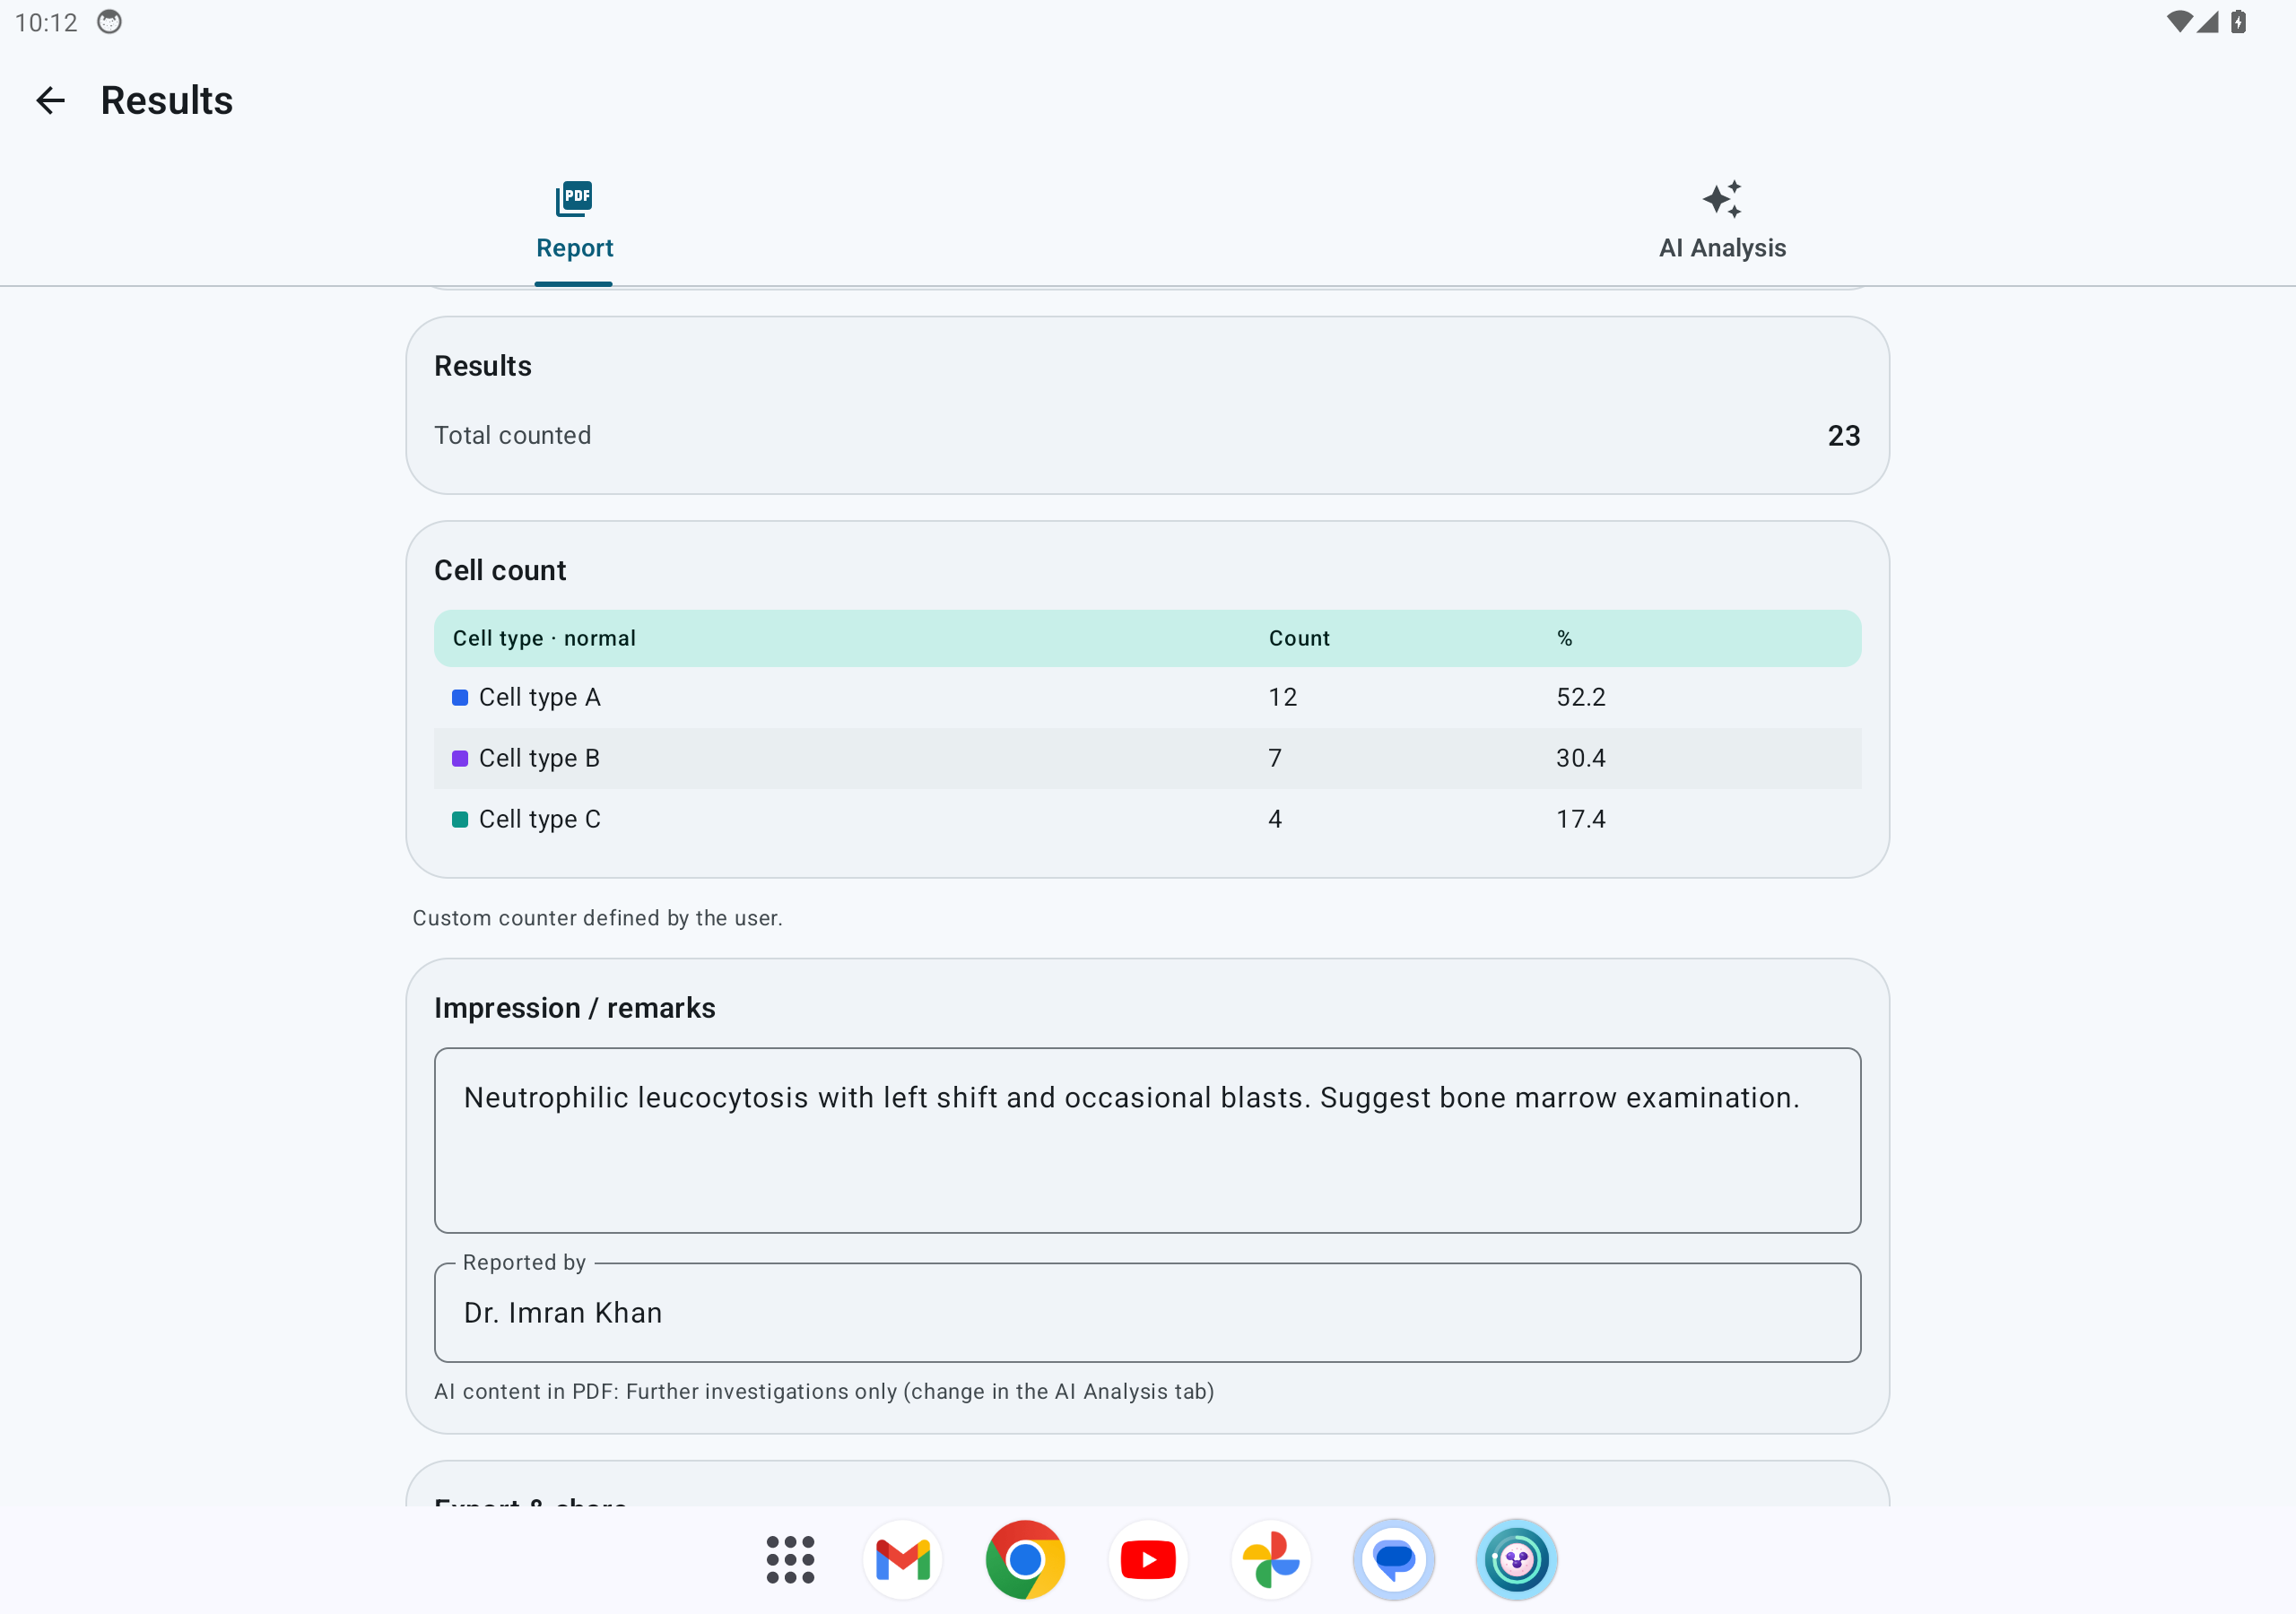 10:12
Results
PDF
Report
AI Analysis
Results
Total counted 23
Cell count
Cell type · normal Count %
Cell type A 12 52.2
Cell type B 7 30.4
Cell type C 4 17.4
Custom counter defined by the user.
Impression / remarks
Neutrophilic leucocytosis with left shift and occasional blasts. Suggest bone marrow examination.
Reported by
Dr. Imran Khan
AI content in PDF: Further investigations only (change in the AI Analysis tab)
Export & share